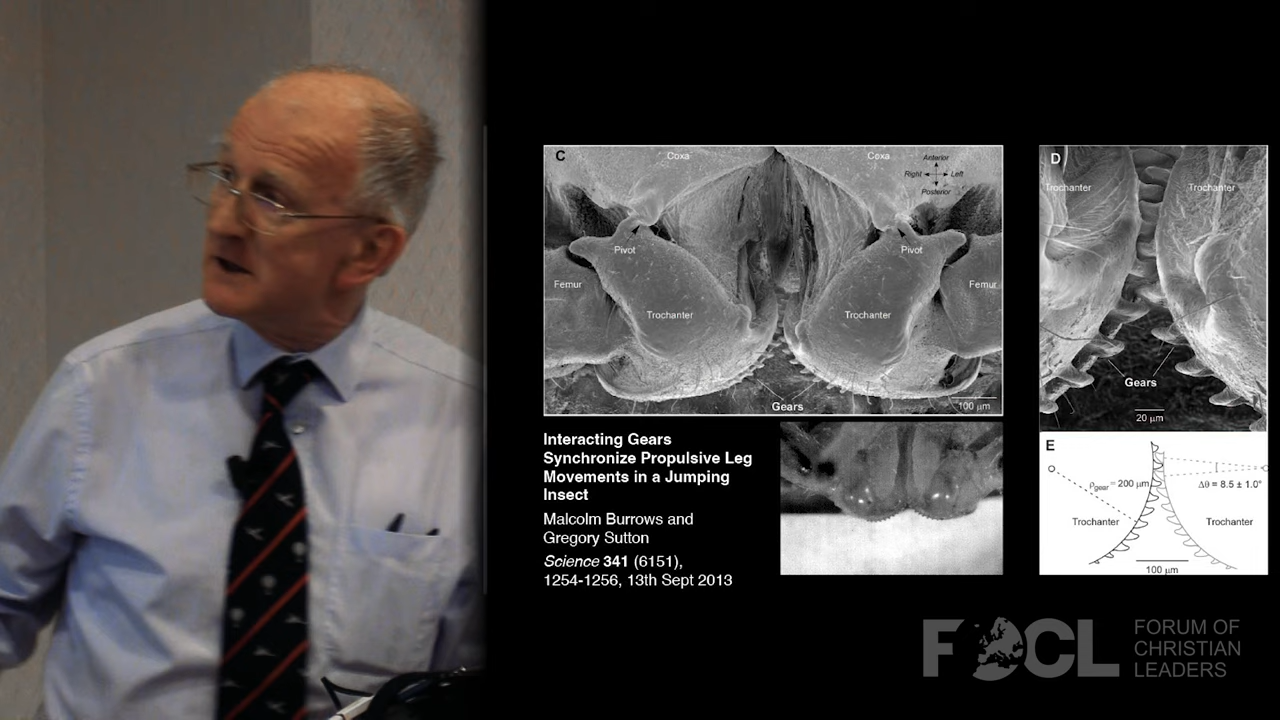 C
Coxa
Coxa
Anterior
Right
Left
Posterior
Pivot
Pivot
Femur
Femur
Trochanter
Trochanter
Gears
100 µm
D
Trochanter
Trochanter
Gears
20 µm
Interacting Gears
Synchronize Propulsive Leg
Movements in a Jumping
Insect
Malcolm Burrows and
Gregory Sutton
Science 341 (6151),
1254-1256, 13th Sept 2013
E
ρgear = 200 µm
Δθ = 8.5 ± 1.0°
Trochanter
Trochanter
100 µm
FOCL
FORUM OF
CHRISTIAN
LEADERS